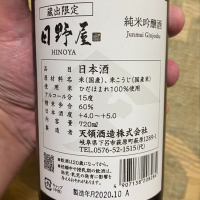 蔵出限定
日野屋
HINOYA
純米吟醸酒
Junmai Ginjoshu
日本酒
原材料名 米(国産)、米こうじ(国産米)
原料米 ひだほまれ100%使用
アルコール分 15度
精米歩合 60%
日本酒度 +4.0~+5.0
内容量 720ml
天領酒造株式会社
岐阜県下呂市萩原町萩原1289-1
TEL0576-52-1515(代)
製造年月2020.10 A